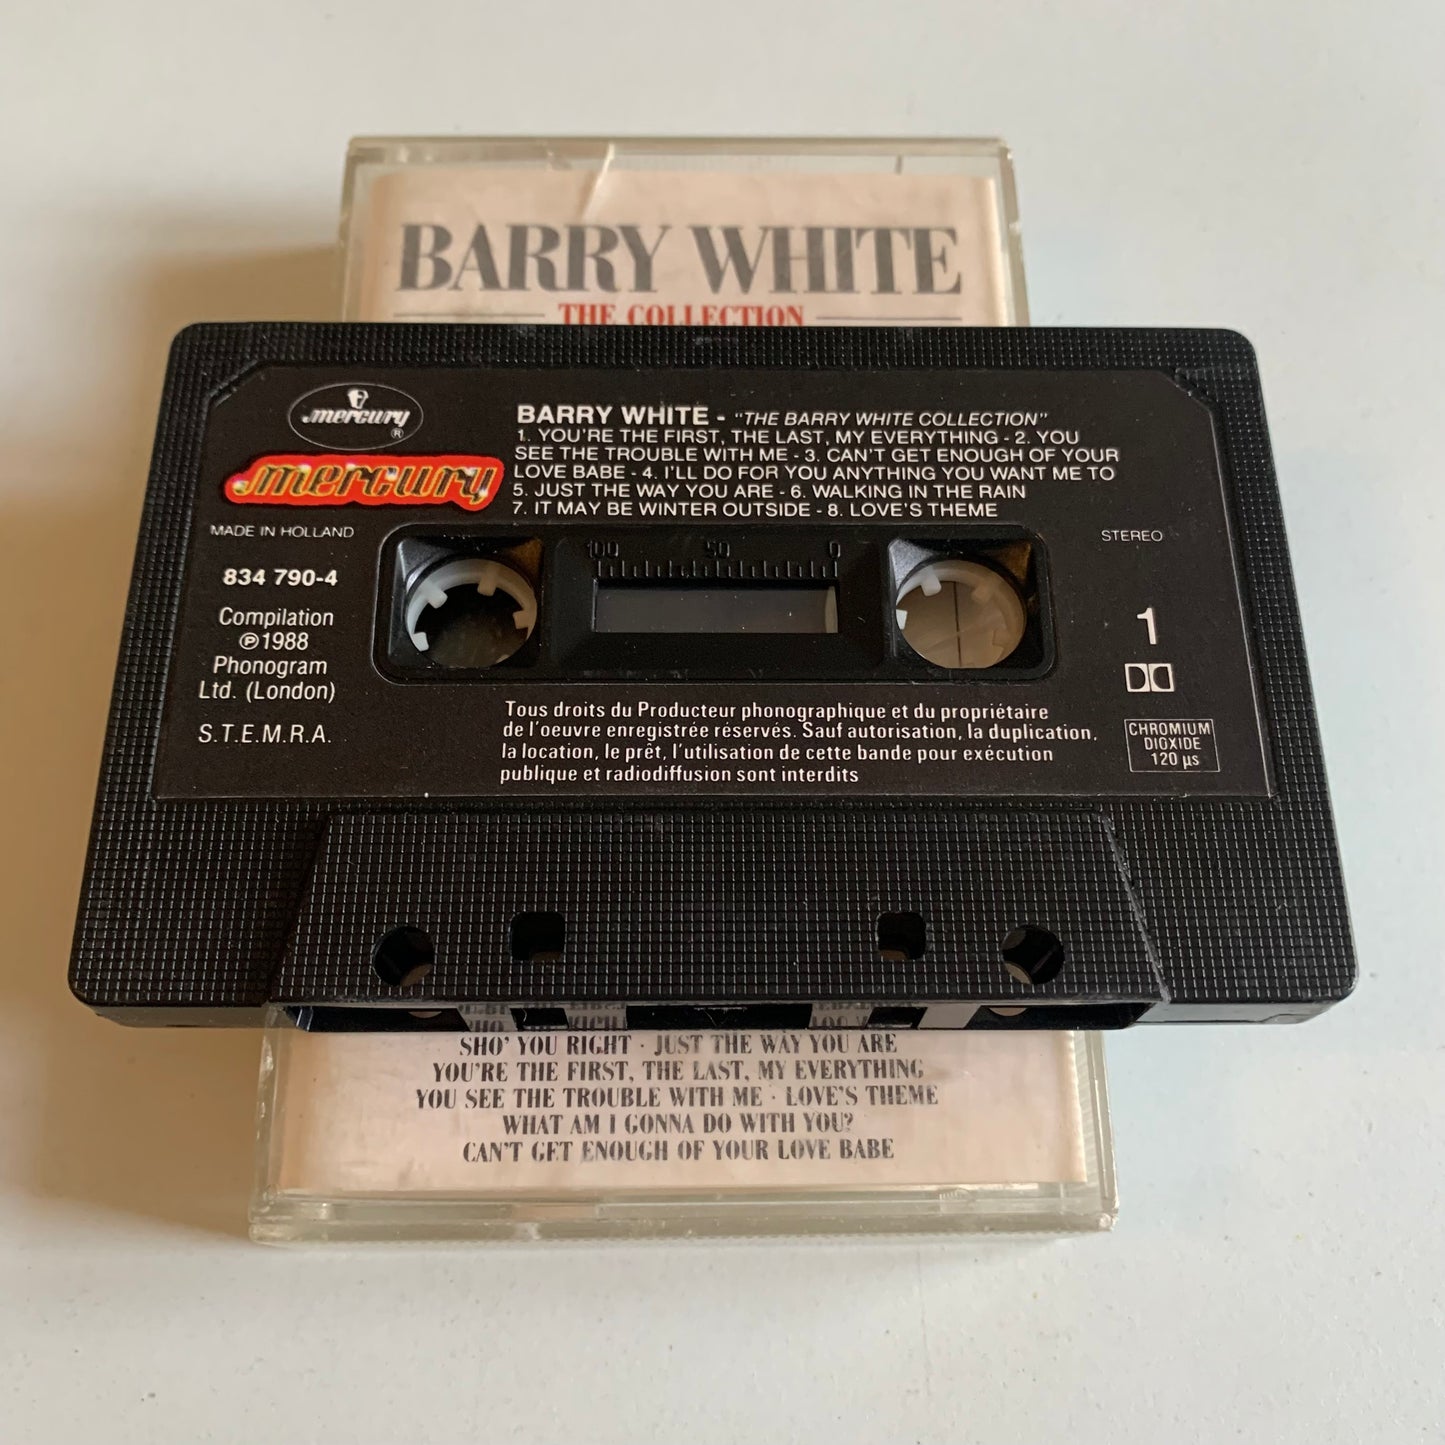 BARRY WHITE
THE COLLECTION
mercury
®
mercury
BARRY WHITE - "THE BARRY WHITE COLLECTION"
1. YOU'RE THE FIRST, THE LAST, MY EVERYTHING - 2. YOU
SEE THE TROUBLE WITH ME - 3. CAN'T GET ENOUGH OF YOUR
LOVE BABE - 4. I'LL DO FOR YOU ANYTHING YOU WANT ME TO
5. JUST THE WAY YOU ARE - 6. WALKING IN THE RAIN
7. IT MAY BE WINTER OUTSIDE - 8. LOVE'S THEME
MADE IN HOLLAND
STEREO
100 50 0
834 790-4
Compilation
℗1988
Phonogram
Ltd. (London)
S.T.E.M.R.A.
1
CHROMIUM
DIOXIDE
120 µs
Tous droits du Producteur phonographique et du propriétaire
de l'oeuvre enregistrée réservés. Sauf autorisation, la duplication,
la location, le prêt, l'utilisation de cette bande pour exécution
publique et radiodiffusion sont interdits
SHO' YOU RIGHT · JUST THE WAY YOU ARE
YOU'RE THE FIRST, THE LAST, MY EVERYTHING
YOU SEE THE TROUBLE WITH ME · LOVE'S THEME
WHAT AM I GONNA DO WITH YOU?
CAN'T GET ENOUGH OF YOUR LOVE BABE